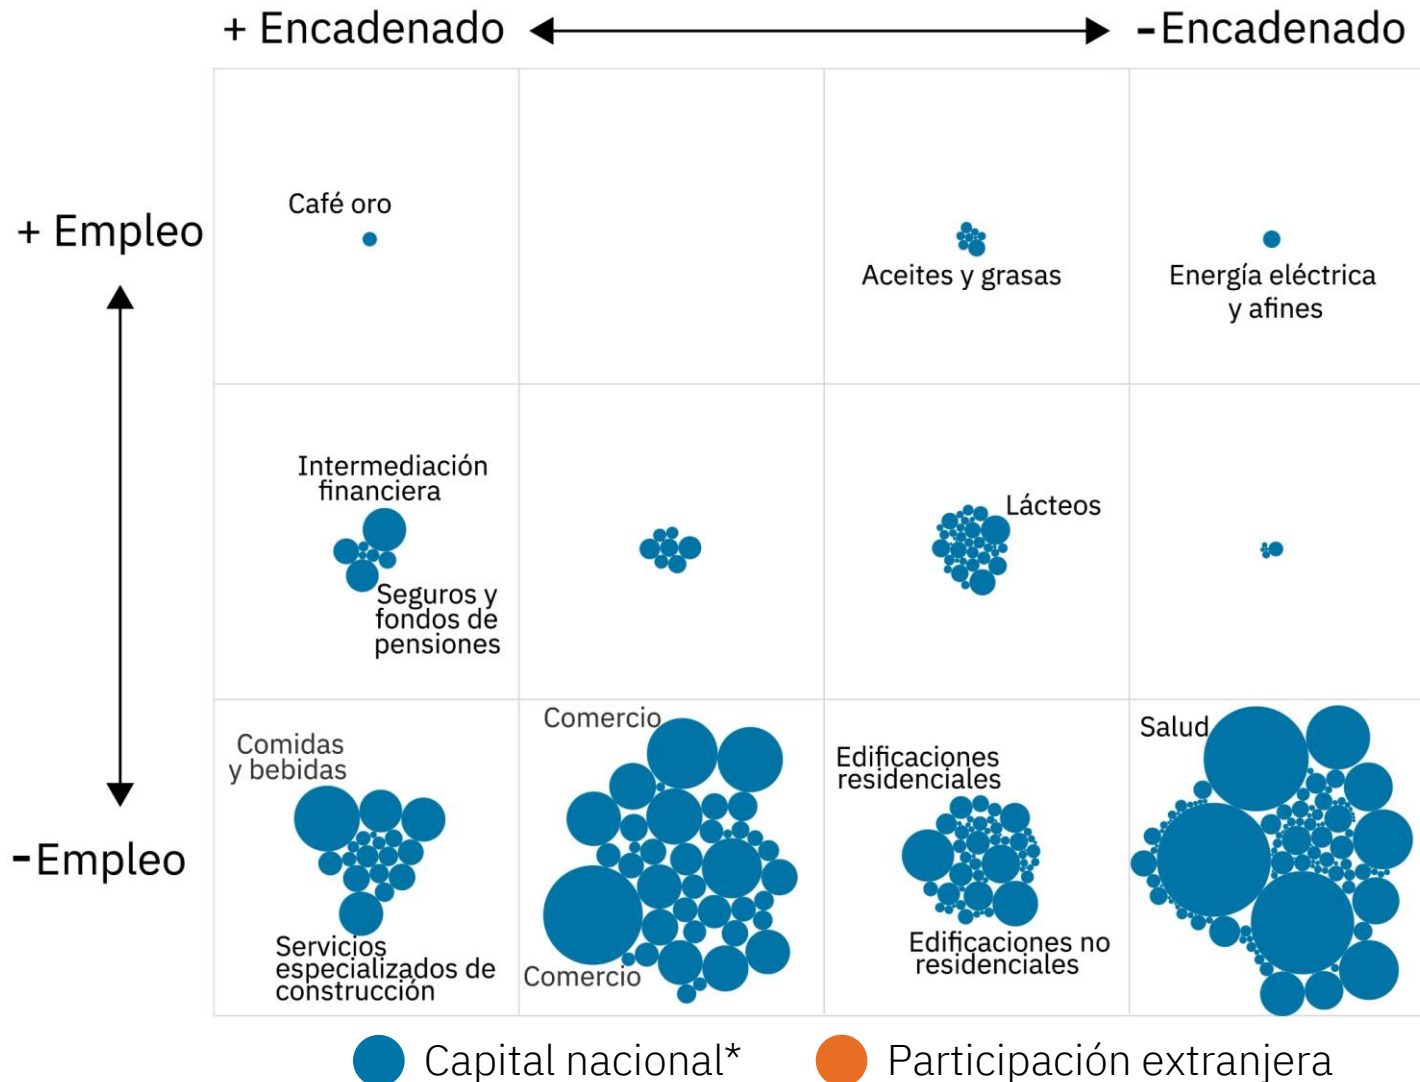 + Encadenado
-Encadenado
+ Empleo
Café oro
Aceites y grasas
Energía eléctrica
y afines
Intermediación
financiera
Lácteos
Seguros y
fondos de
pensiones
-Empleo
Comidas
y bebidas
Comercio
Edificaciones
residenciales
Salud
Servicios
especializados de
construcción
Comercio
Edificaciones no
residenciales
Capital nacional*
Participación extranjera